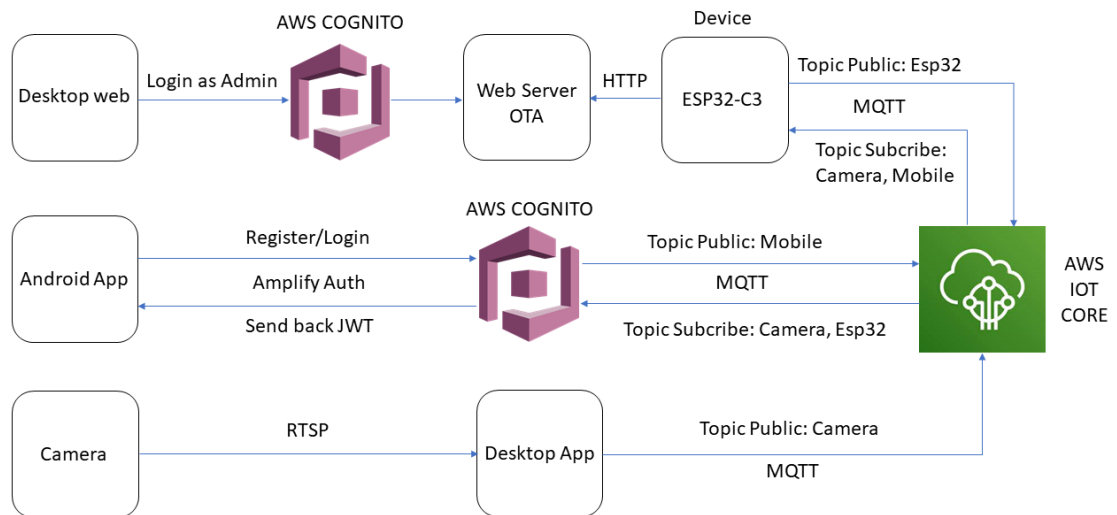 Device
AWS COGNITO
Desktop web
Login as Admin
Web Server
OTA
HTTP
ESP32-C3
Topic Public: Esp32
MQTT
Topic Subcribe:
Camera, Mobile
AWS COGNITO
Android App
Register/Login
Amplify Auth
Send back JWT
Topic Public: Mobile
MQTT
Topic Subcribe: Camera, Esp32
AWS
IOT
CORE
Camera
RTSP
Desktop App
Topic Public: Camera
MQTT